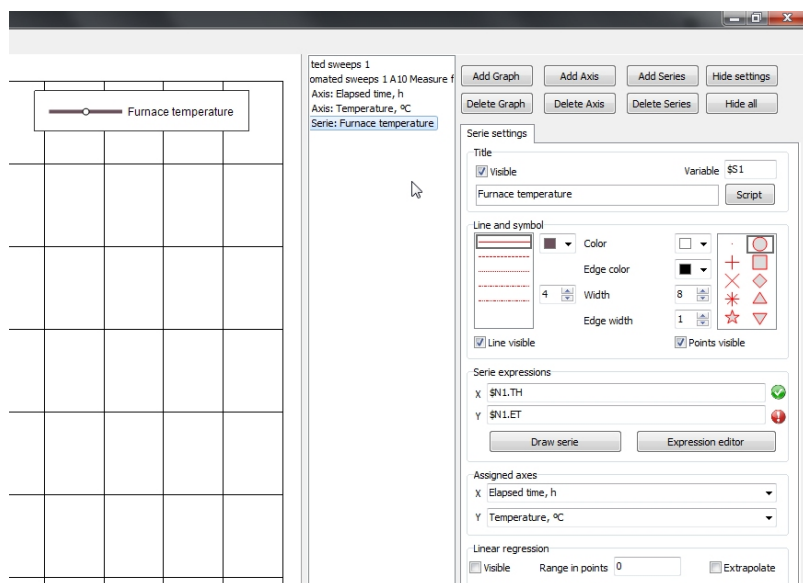 ted sweeps 1
omated sweeps 1 A10 Measure f
Axis: Elapsed time, h
Axis: Temperature, ºC
Serie: Furnace temperature
Furnace temperature
Add Graph
Add Axis
Add Series
Hide settings
Delete Graph
Delete Axis
Delete Series
Hide all
Serie settings
Title
Visible
Variable
$S1
Furnace temperature
Script
Line and symbol
Color
Edge color
4
Width
8
Edge width
1
Line visible
Points visible
Serie expressions
X
$N1.TH
Y
$N1.ET
Draw serie
Expression editor
Assigned axes
X
Elapsed time, h
Y
Temperature, ºC
Linear regression
Visible
Range in points
0
Extrapolate